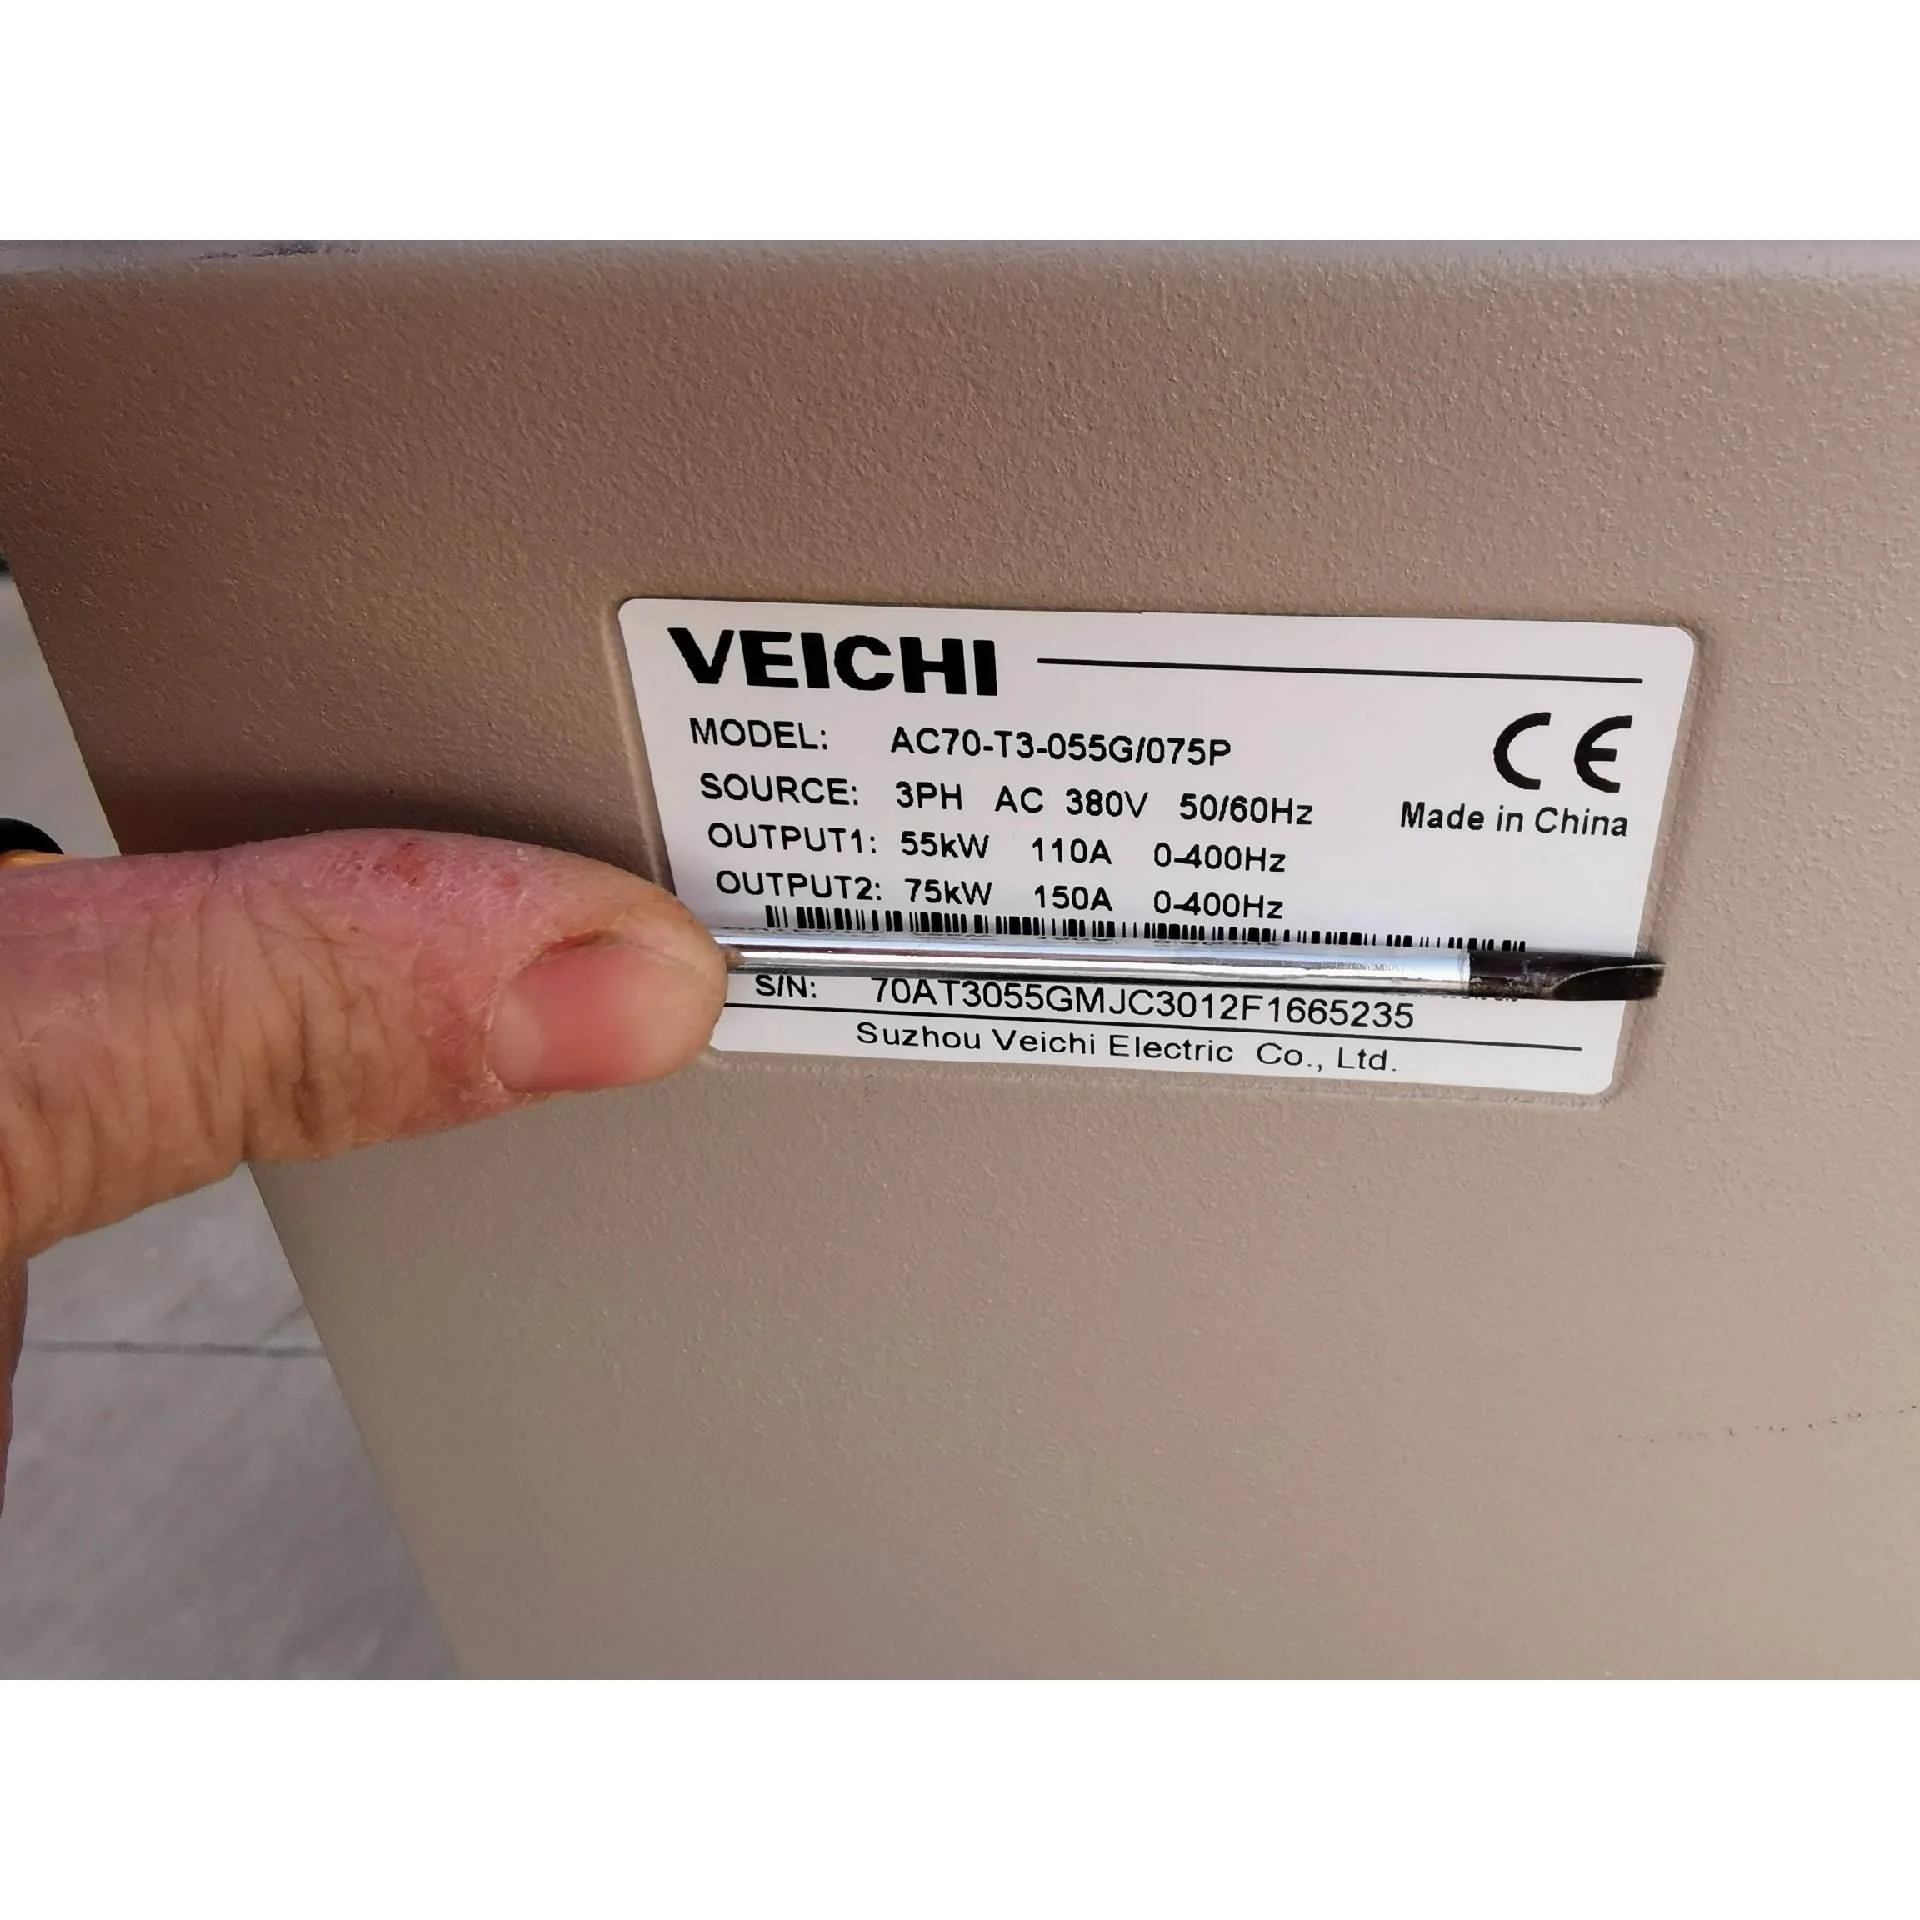 VEICHI
MODEL: AC70-T3-055G/075P
CE
SOURCE: 3PH AC 380V 50/60Hz
Made in China
OUTPUT1: 55kW 110A 0-400Hz
OUTPUT2: 75kW 150A 0-400Hz
S/N: 70AT3055GMJC3012F1665235
Suzhou Veichi Electric Co., Ltd.